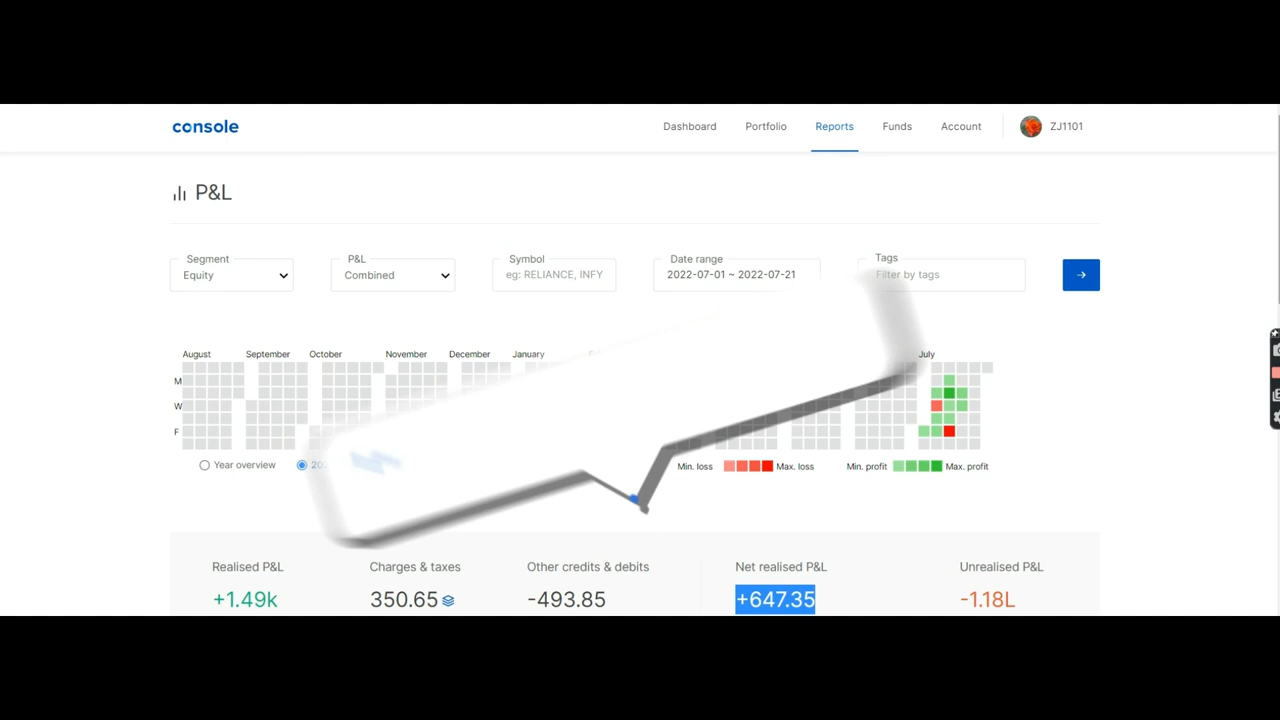 console
Dashboard Portfolio Reports Funds Account ZJ1101
P&L
Segment P&L Symbol Date range Tags
Equity Combined eg: RELIANCE, INFY 2022-07-01 ~ 2022-07-21 Filter by tags
August September October November December January July
M
W
F
Year overview Min. loss Max. loss Min. profit Max. profit
Realised P&L Charges & taxes Other credits & debits Net realised P&L Unrealised P&L
+1.49k 350.65 -493.85 +647.35 -1.18L